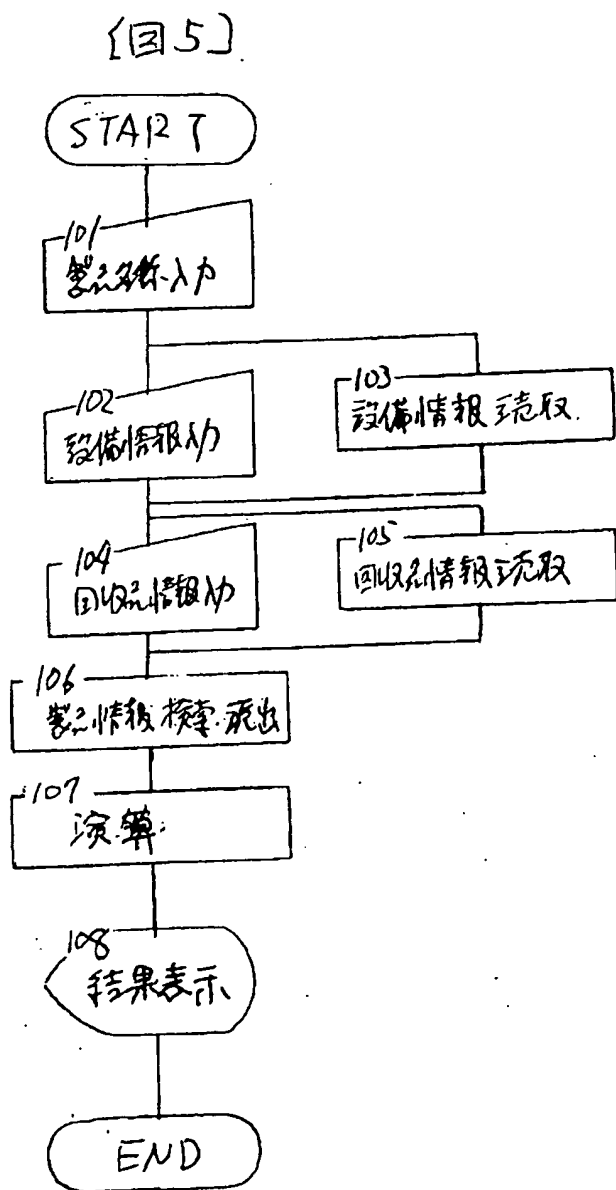 [図5]
START
101
製品名称入力
102
設備情報入力
103
設備情報読取
104
回収品情報入力
105
回収品情報読取
106
製品情報検索・読出
107
演算
108
結果表示
END